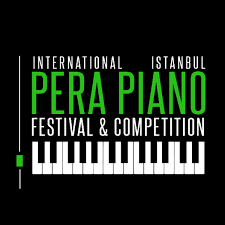 INTERNATIONAL ISTANBUL
PERA PIANO
FESTIVAL & COMPETITION